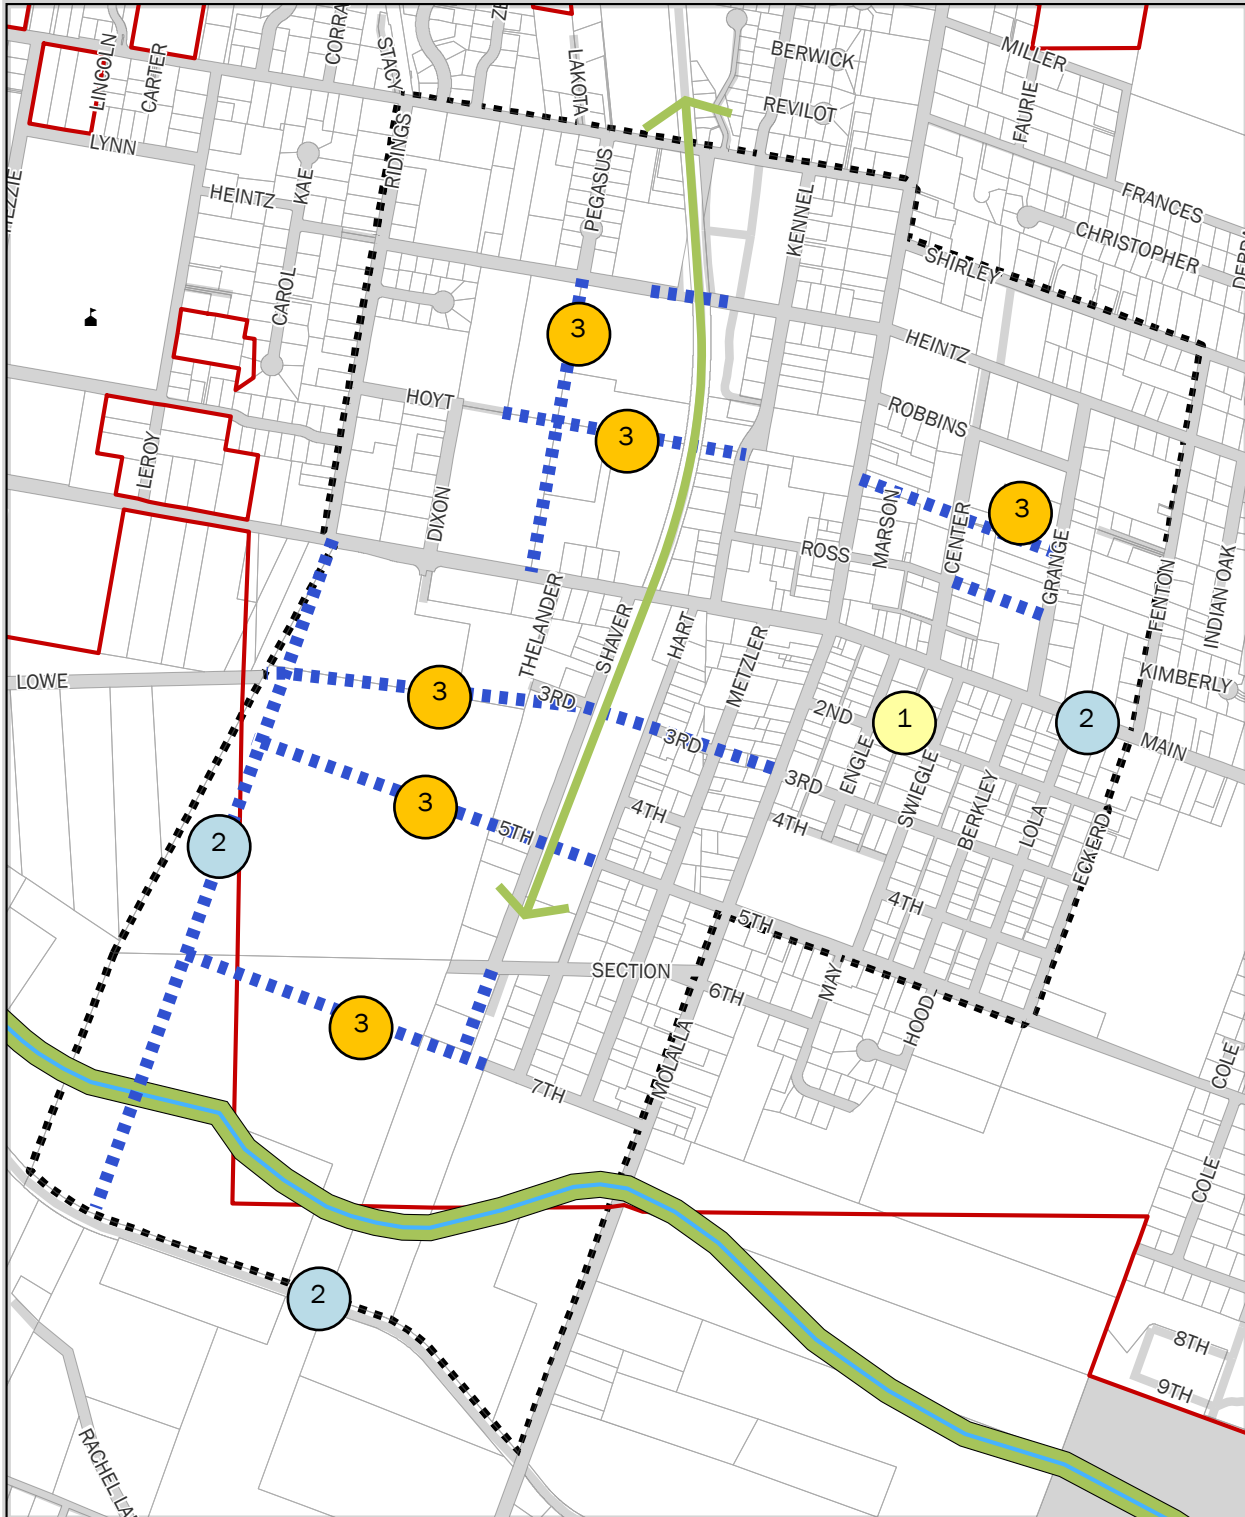 CORRA
STACY
LINCOLN
CARTER
LAKOTA
BERWICK
MILLER
REVILOT
FAURIE
LYNN
RIDINGS
PEGASUS
KAE
HEINTZ
KENNEL
FRANCES
CHRISTOPHER
SHIRLEY
CAROL
3
HEINTZ
HOYT
ROBBINS
3
LEROY
DIXON
MARSON
3
CENTER
ROSS
GRANGE
FENTON
INDIAN OAK
THELANDER
SHAVER
HART
METZLER
KIMBERLY
LOWE
3
3RD
2ND
1
2
3RD
MAIN
ENGLE
3RD
SWIEGLE
BERKLEY
LOLA
ECKERD
3
4TH
5TH
4TH
2
4TH
5TH
SECTION
6TH
MAY
HOOD
3
MOLALLA
7TH
COLE
COLE
2
8TH
9TH
RACHEL LA